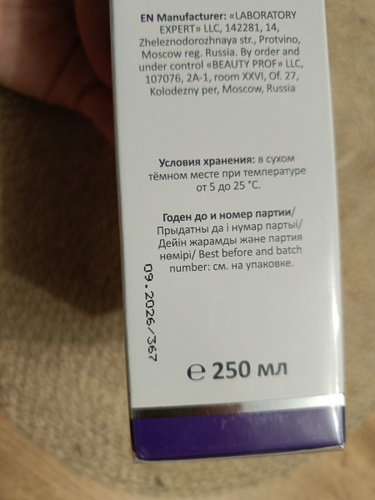 EN Manufacturer: «LABORATORY
EXPERT» LLC, 142281, 14,
Zheleznodorozhnaya str., Protvino,
Moscow reg. Russia. By order and
under control «BEAUTY PROF» LLC,
107076, 2A-1, room XXVI, Of. 27,
Kolodezny per, Moscow, Russia
Условия хранения: в сухом
тёмном месте при температуре
от 5 до 25 °С.
Годен до и номер партии/
Прыдатны да і нумар партыі/
Дейін жарамды және партия
нөмірі/ Best before and batch
number: см. на упаковке.
09.2026/367
℮ 250 мл